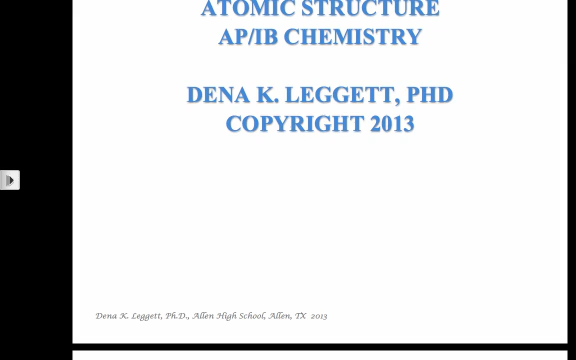 ATOMIC STRUCTURE
AP/IB CHEMISTRY
DENA K. LEGGETT, PHD
COPYRIGHT 2013
Dena K. Leggett, Ph.D., Allen High School, Allen, TX 2013